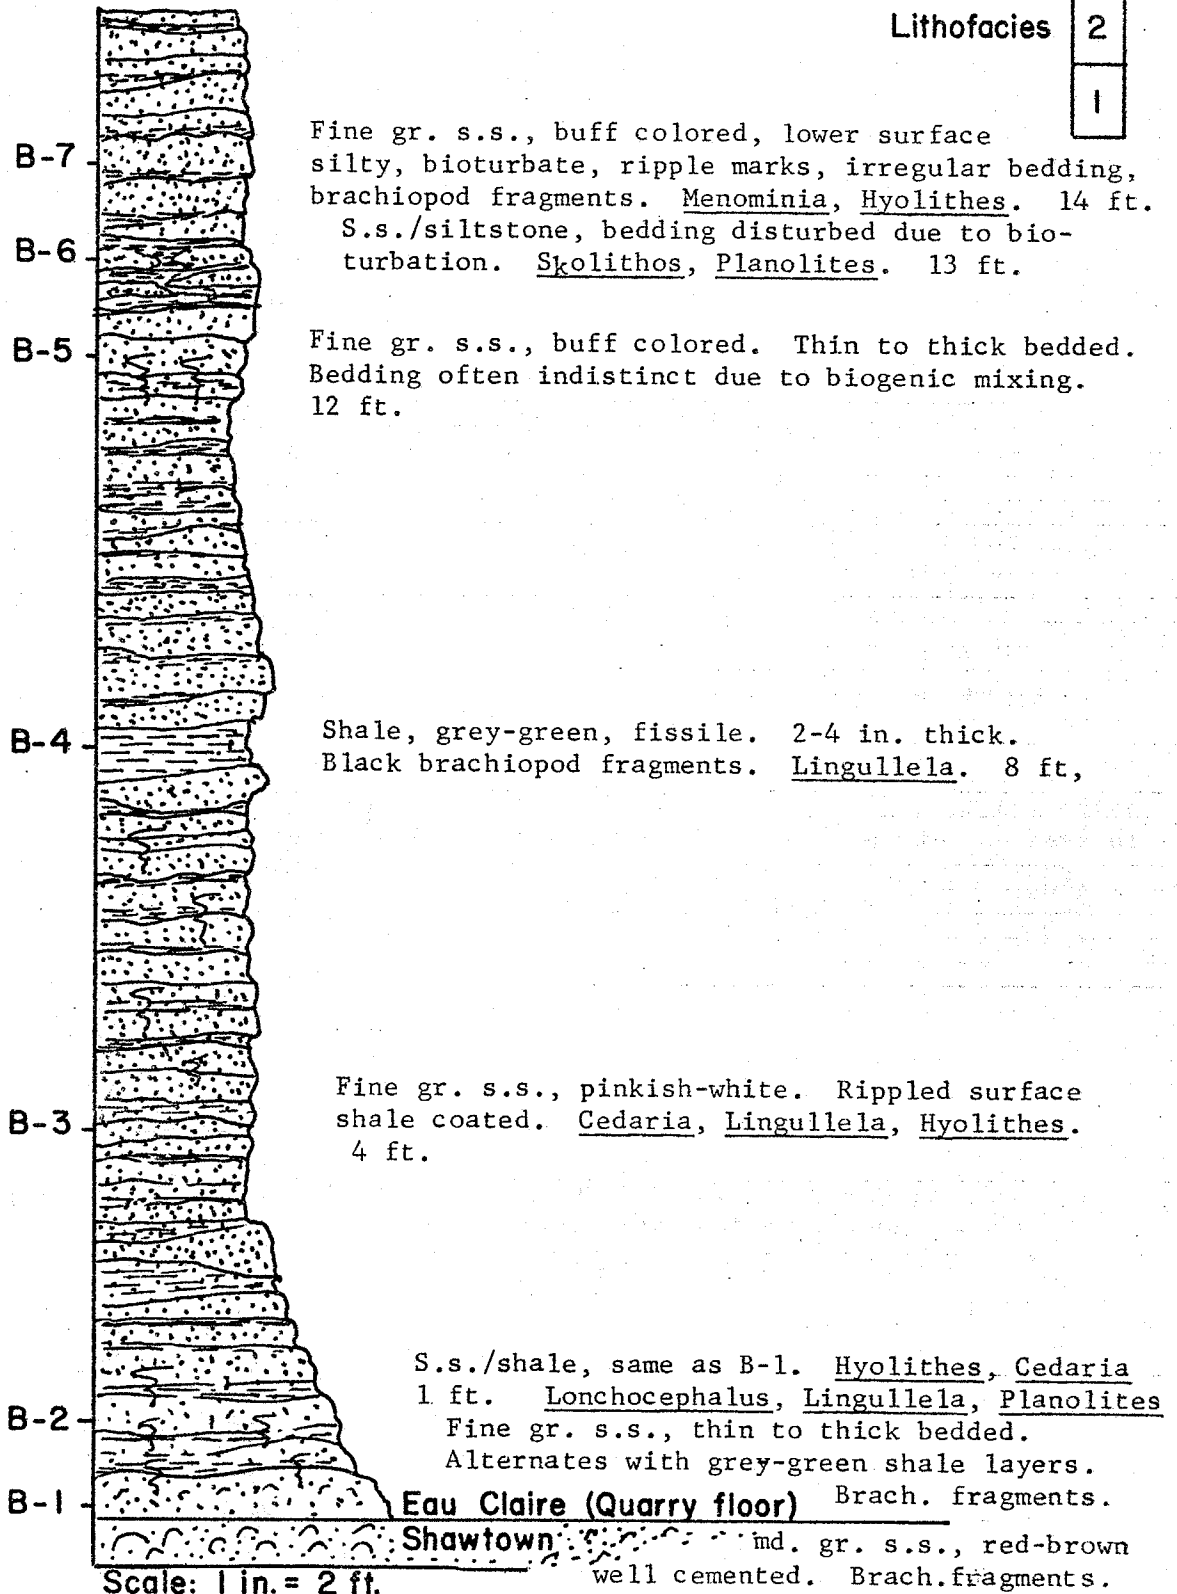 Lithofacies 2
1
B-7
Fine gr. s.s., buff colored, lower surface
silty, bioturbate, ripple marks, irregular bedding,
brachiopod fragments. Menominia, Hyolithes. 14 ft.
B-6
S.s./siltstone, bedding disturbed due to bio-
turbation. Skolithos, Planolites. 13 ft.
B-5
Fine gr. s.s., buff colored. Thin to thick bedded.
Bedding often indistinct due to biogenic mixing.
12 ft.
B-4
Shale, grey-green, fissile. 2-4 in. thick.
Black brachiopod fragments. Lingullela. 8 ft,
B-3
Fine gr. s.s., pinkish-white. Rippled surface
shale coated. Cedaria, Lingullela, Hyolithes.
4 ft.
B-2
S.s./shale, same as B-1. Hyolithes, Cedaria
1 ft. Lonchocephalus, Lingullela, Planolites
B-1
Fine gr. s.s., thin to thick bedded.
Alternates with grey-green shale layers.
Brach. fragments.
Eau Claire (Quarry floor)
Shawtown
md. gr. s.s., red-brown
well cemented. Brach.fragments.
Scale: 1 in. = 2 ft.